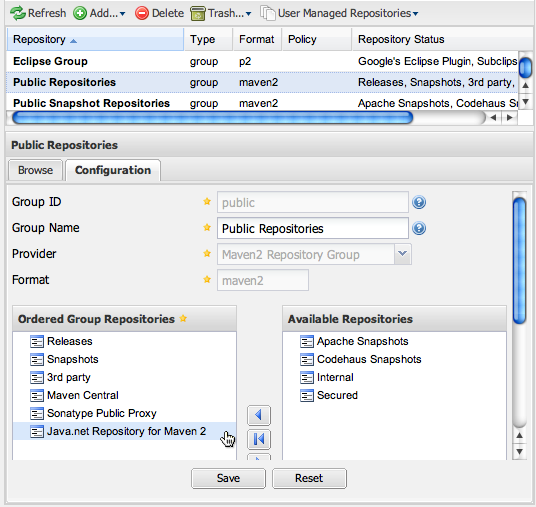 Refresh Add... Delete Trash... User Managed Repositories
Repository Type Format Policy Repository Status
Eclipse Group group p2 Google's Eclipse Plugin, Subclips
Public Repositories group maven2 Releases, Snapshots, 3rd party,
Public Snapshot Repositories group maven2 Apache Snapshots, Codehaus Sn
Public Repositories
Browse Configuration
Group ID public
Group Name Public Repositories
Provider Maven2 Repository Group
Format maven2
Ordered Group Repositories Available Repositories
Releases Apache Snapshots
Snapshots Codehaus Snapshots
3rd party Internal
Maven Central Secured
Sonatype Public Proxy
Java.net Repository for Maven 2
Save Reset